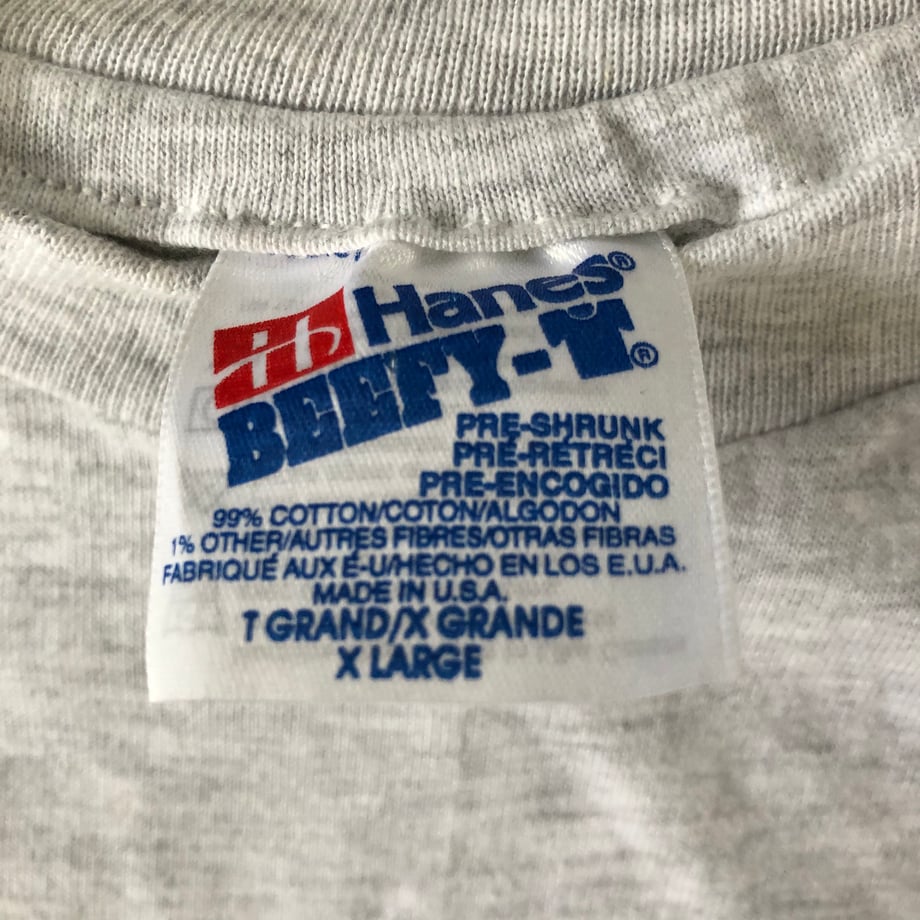 h Hanes®
BEEFY-T®
PRE-SHRUNK
PRÉ-RÉTRÉCI
PRE-ENCOGIDO
99% COTTON/COTON/ALGODON
1% OTHER/AUTRES FIBRES/OTRAS FIBRAS
FABRIQUÉ AUX É-U/HECHO EN LOS E.U.A.
MADE IN U.S.A.
T GRAND/X GRANDE
X LARGE